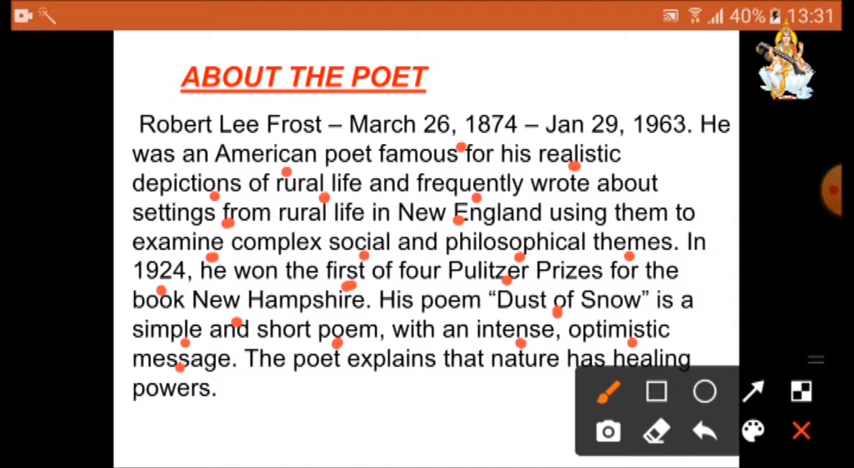 40% 13:31
ABOUT THE POET
Robert Lee Frost – March 26, 1874 – Jan 29, 1963. He
was an American poet famous for his realistic
depictions of rural life and frequently wrote about
settings from rural life in New England using them to
examine complex social and philosophical themes. In
1924, he won the first of four Pulitzer Prizes for the
book New Hampshire. His poem “Dust of Snow” is a
simple and short poem, with an intense, optimistic
message. The poet explains that nature has healing
powers.